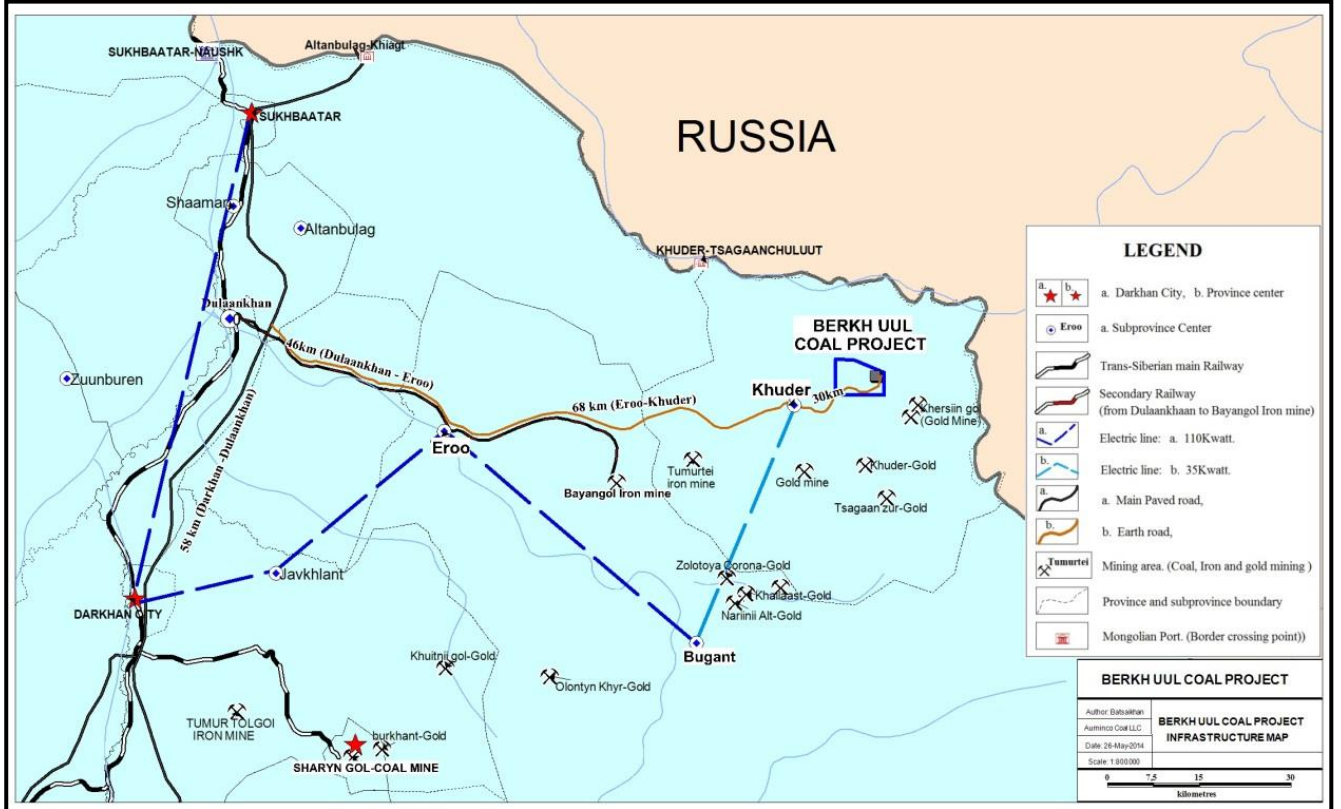 SUKHBAATAR-NAUSHK
Altanbulag-Khiagt
SUKHBAATAR
RUSSIA
Shaamar
Altanbulag
KHUDER-TSAGAANCHULUUT
Dulaankhan
46km (Dulaankhan - Eroo)
BERKH UUL
COAL PROJECT
Zuunburen
68 km (Eroo-Khuder)
Khuder
30km
Khersiin gol
(Gold Mine)
58 km (Darkhan -Dulaankhan)
Eroo
Tumurtei
iron mine
Gold mine
Khuder-Gold
Bayangol Iron mine
Tsagaan zur-Gold
Javkhlant
Zolotoya Gorona-Gold
Khailaast-Gold
Nariinii Alt-Gold
DARKHAN CITY
Bugant
Khuitnii gol-Gold
Olontyn Khyr-Gold
TUMUR TOLGOI
IRON MINE
burkhant-Gold
SHARYN GOL-COAL MINE
LEGEND
a. b. a. Darkhan City, b. Province center
Eroo a. Subprovince Center
Trans-Siberian main Railway
Secondary Railway
(from Dulaankhaan to Bayangol Iron mine)
a. Electric line: a. 110Kwatt.
b. Electric line: b. 35Kwatt.
a. a. Main Paved road,
b. b. Earth road,
Tumurtei Mining area. (Coal, Iron and gold mining )
Province and subprovince boundary
Mongolian Port. (Border crossing point))
BERKH UUL COAL PROJECT
Author: Batsaikhan
Aurminco Coal LLC
Date: 26-May-2014
Scale: 1:800000
BERKH UUL COAL PROJECT
INFRASTRUCTURE MAP
0 7,5 15 30
kilometres